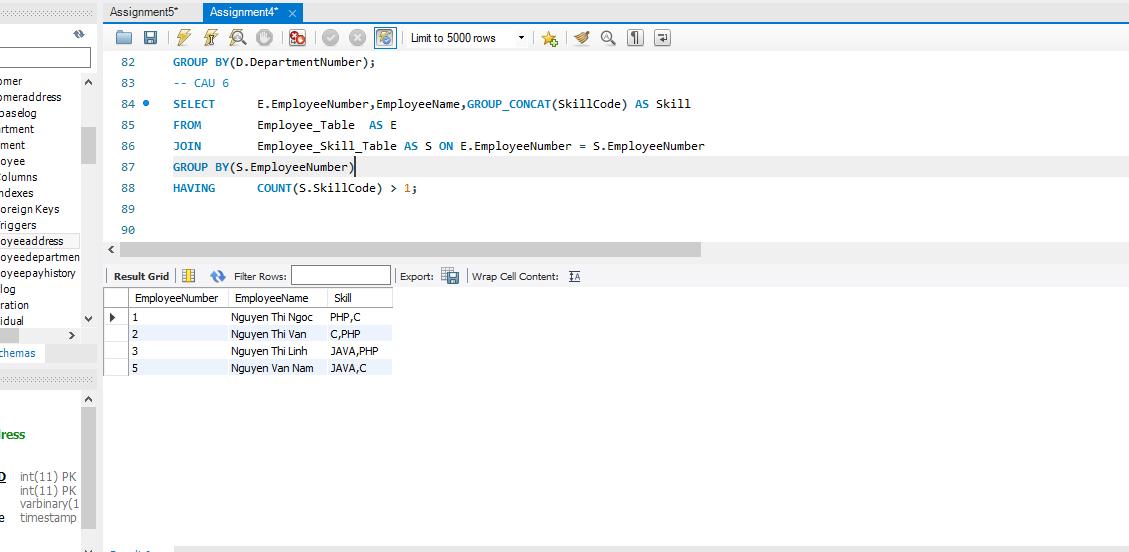 Assignment5*
Assignment4*
Limit to 5000 rows
omer
omeraddress
baselog
artment
ment
oyee
Columns
ndexes
oreign Keys
riggers
oyeeaddress
oyeedepartmen
oyeepayhistory
log
ration
vidual
chemas
ress
D int(11) PK
int(11) PK
varbinary(1
e timestamp
82 GROUP BY(D.DepartmentNumber);
83 -- CAU 6
84 SELECT E.EmployeeNumber,EmployeeName,GROUP_CONCAT(SkillCode) AS Skill
85 FROM Employee_Table AS E
86 JOIN Employee_Skill_Table AS S ON E.EmployeeNumber = S.EmployeeNumber
87 GROUP BY(S.EmployeeNumber)
88 HAVING COUNT(S.SkillCode) > 1;
89
90
Result Grid Filter Rows: Export: Wrap Cell Content:
EmployeeNumber EmployeeName Skill
1 Nguyen Thi Ngoc PHP,C
2 Nguyen Thi Van C,PHP
3 Nguyen Thi Linh JAVA,PHP
5 Nguyen Van Nam JAVA,C